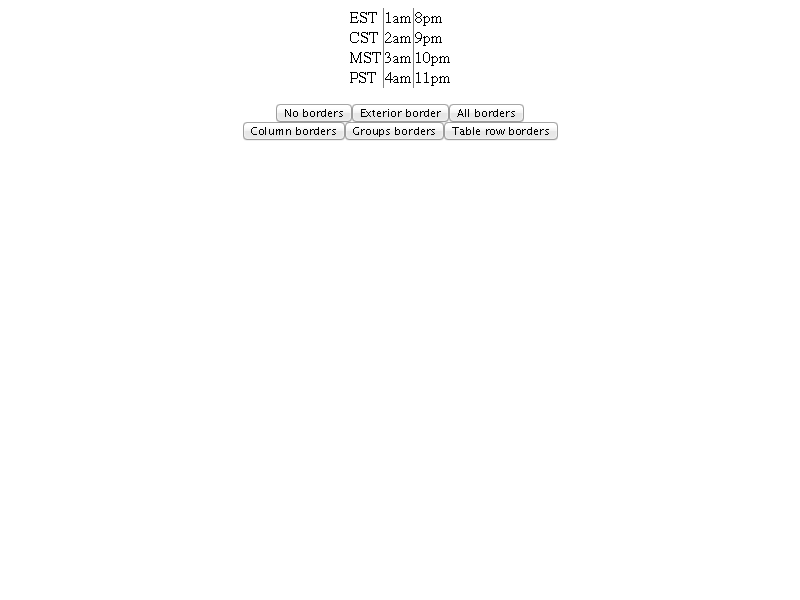 EST 1am 8pm
CST 2am 9pm
MST 3am 10pm
PST 4am 11pm
No borders Exterior border All borders
Column borders Groups borders Table row borders